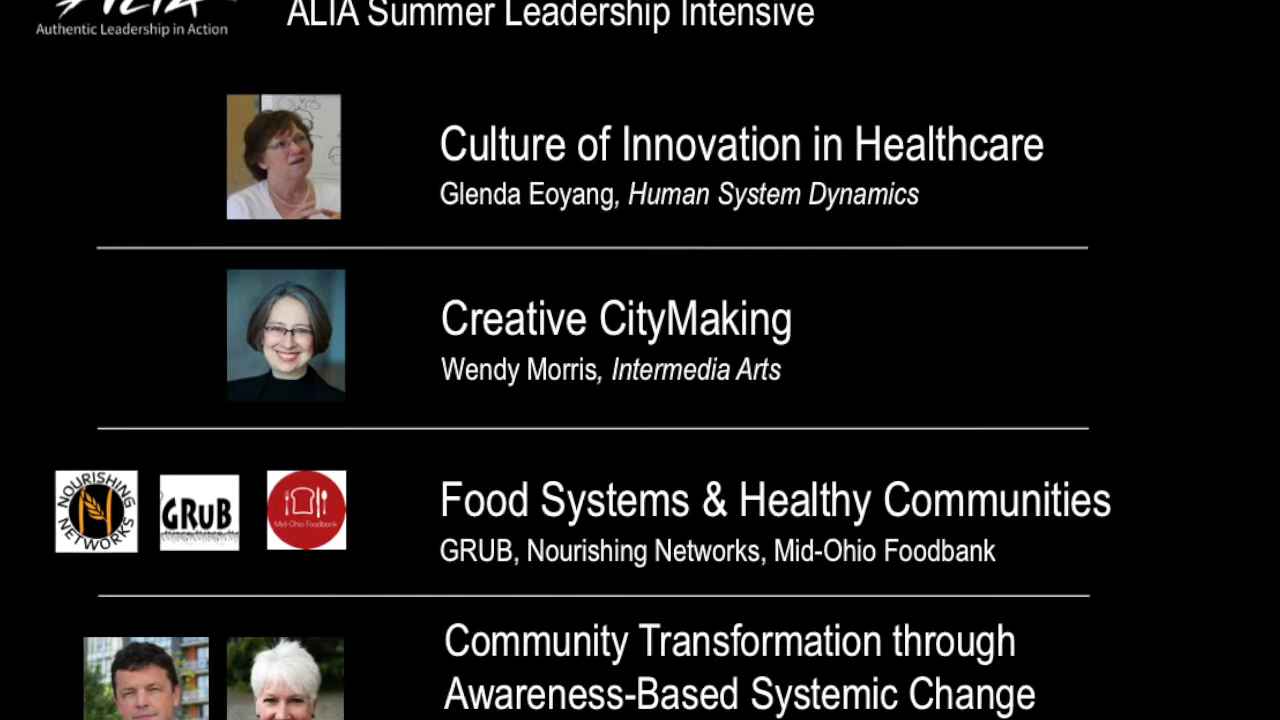 Authentic Leadership in Action
ALIA Summer Leadership Intensive
Culture of Innovation in Healthcare
Glenda Eoyang, Human System Dynamics
Creative CityMaking
Wendy Morris, Intermedia Arts
NOURISHING
NETWORKS
GRuB
Mid-Ohio Foodbank
Food Systems & Healthy Communities
GRUB, Nourishing Networks, Mid-Ohio Foodbank
Community Transformation through
Awareness-Based Systemic Change